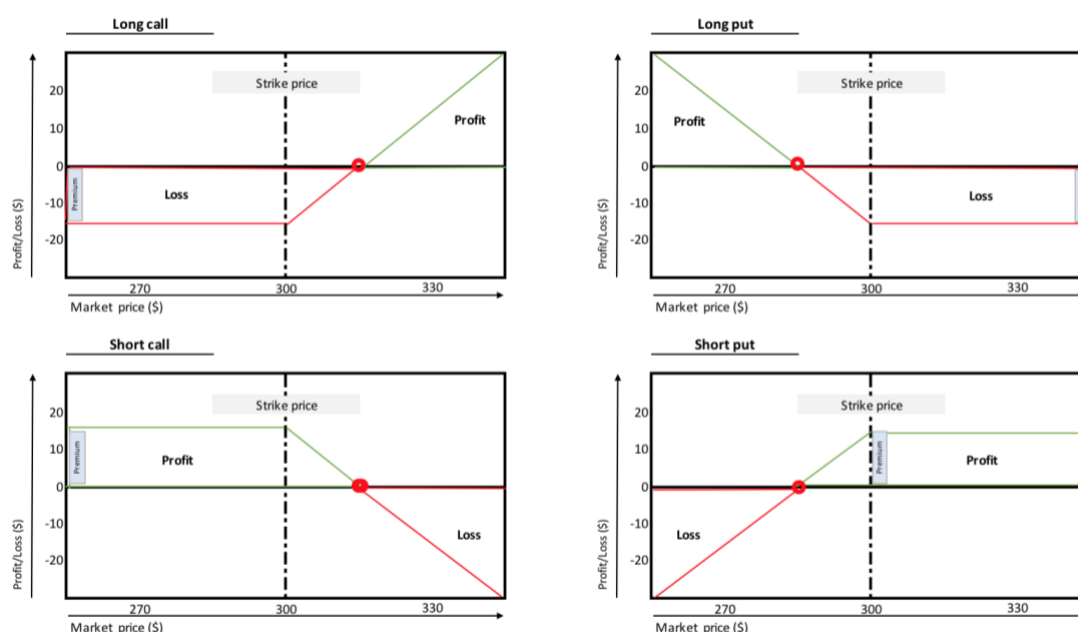 Long call
Strike price
20
10
0
-10
-20
Profit
Loss
Premium
Profit/Loss ($)
270
300
330
Market price ($)
Long put
Strike price
20
10
0
-10
-20
Profit
Loss
Profit/Loss ($)
270
300
330
Market price ($)
Short call
Strike price
20
10
0
-10
-20
Premium
Profit
Loss
Profit/Loss ($)
270
300
330
Market price ($)
Short put
Strike price
20
10
0
-10
-20
Premium
Profit
Loss
Profit/Loss ($)
270
300
330
Market price ($)